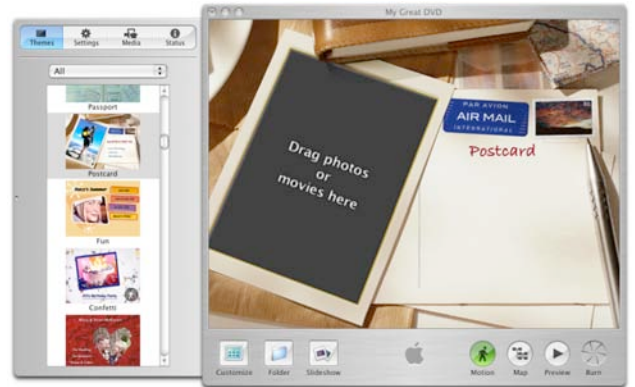 My Great DVD
Themes
Settings
Media
Status
All
Passport
Postcard
Fun
Confetti
Drag photos
or
movies here
PAR AVION
AIR MAIL
INTERNATIONAL
Postcard
Customize
Folder
Slideshow
Motion
Map
Preview
Burn